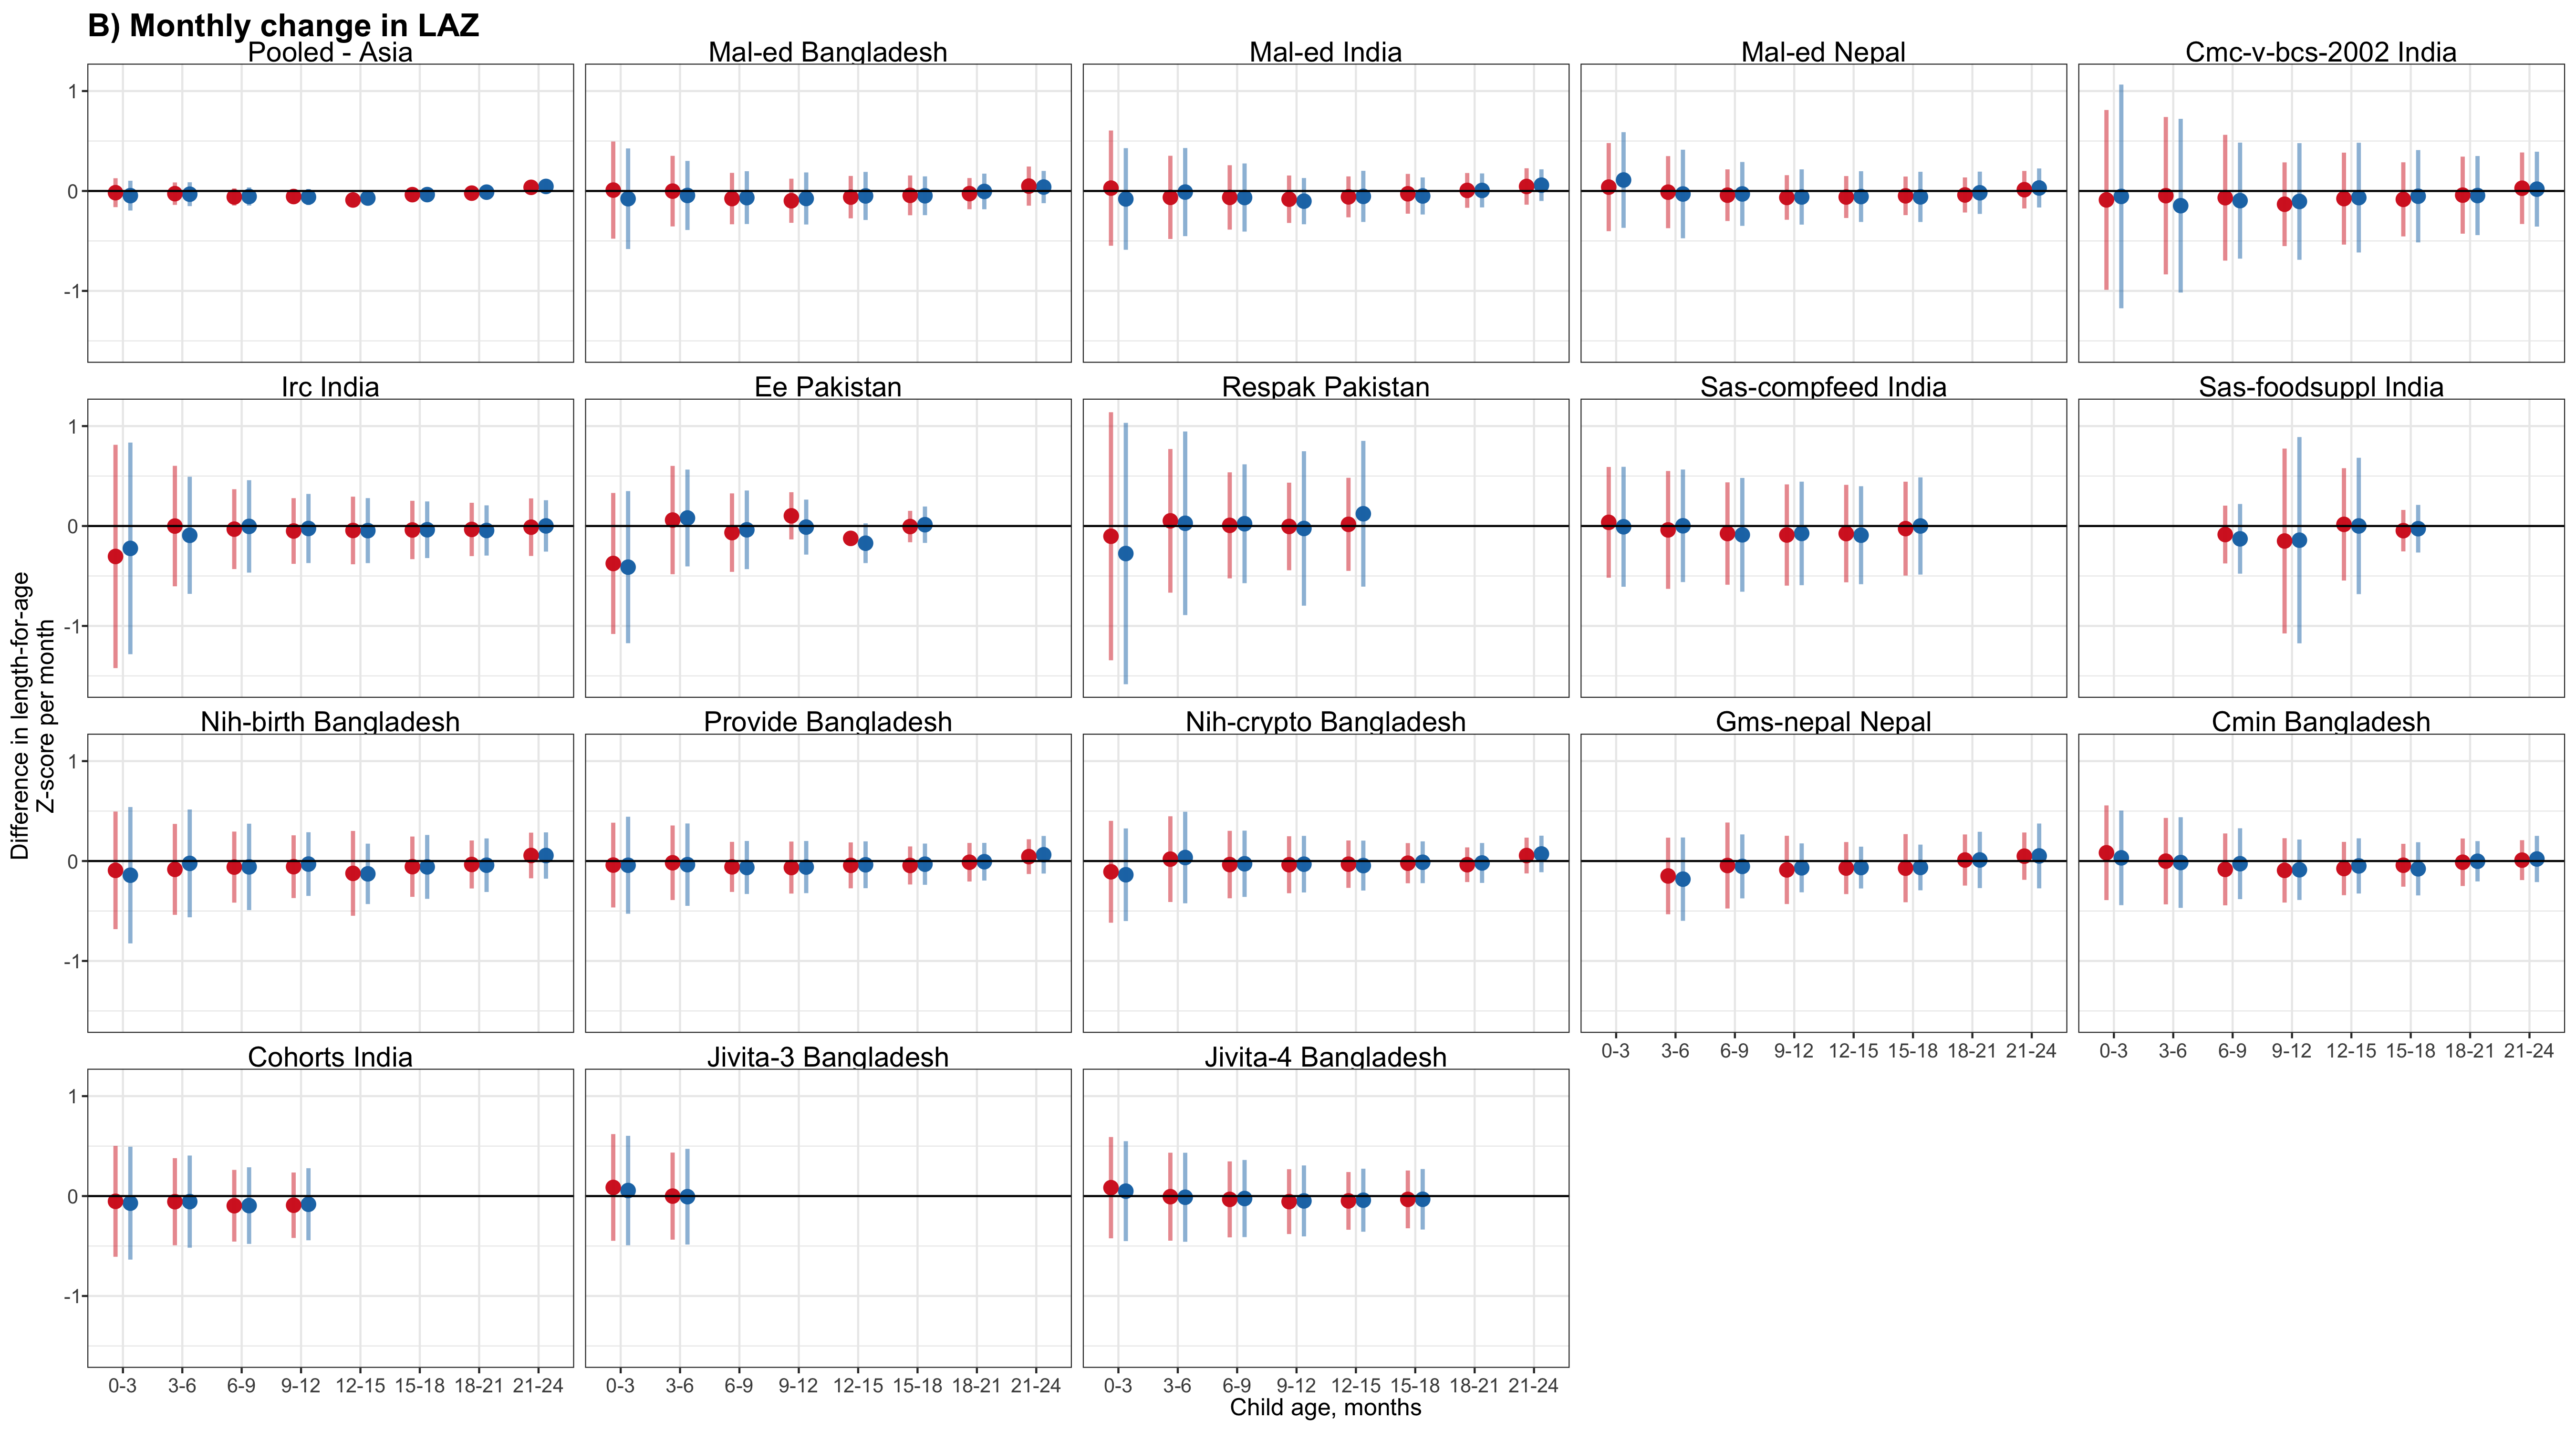 B) Monthly change in LAZ
Pooled - Asia
Mal-ed Bangladesh
Mal-ed India
Mal-ed Nepal
Cmc-v-bcs-2002 India
1
0
-1
Irc India
Ee Pakistan
Respak Pakistan
Sas-compfeed India
Sas-foodsuppl India
1
0
-1
Difference in length-for-age
Z-score per month
Nih-birth Bangladesh
Provide Bangladesh
Nih-crypto Bangladesh
Gms-nepal Nepal
Cmin Bangladesh
1
0
-1
0-3 3-6 6-9 9-12 12-15 15-18 18-21 21-24
0-3 3-6 6-9 9-12 12-15 15-18 18-21 21-24
Cohorts India
Jivita-3 Bangladesh
Jivita-4 Bangladesh
1
0
-1
0-3 3-6 6-9 9-12 12-15 15-18 18-21 21-24
0-3 3-6 6-9 9-12 12-15 15-18 18-21 21-24
0-3 3-6 6-9 9-12 12-15 15-18 18-21 21-24
Child age, months